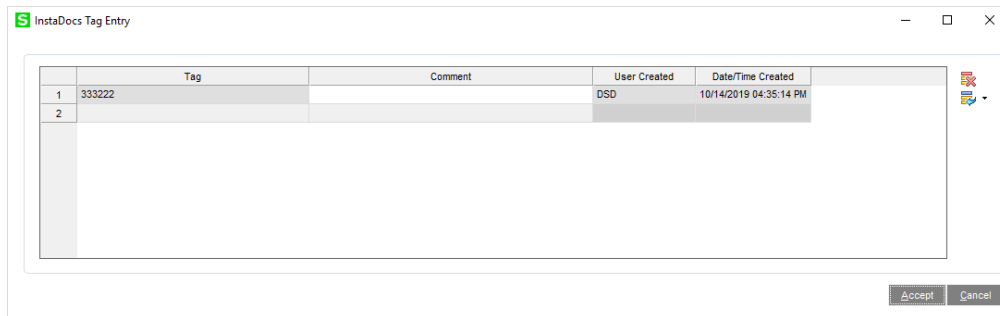 S InstaDocs Tag Entry
Tag Comment User Created Date/Time Created
1 333222 DSD 10/14/2019 04:35:14 PM
2
Accept Cancel